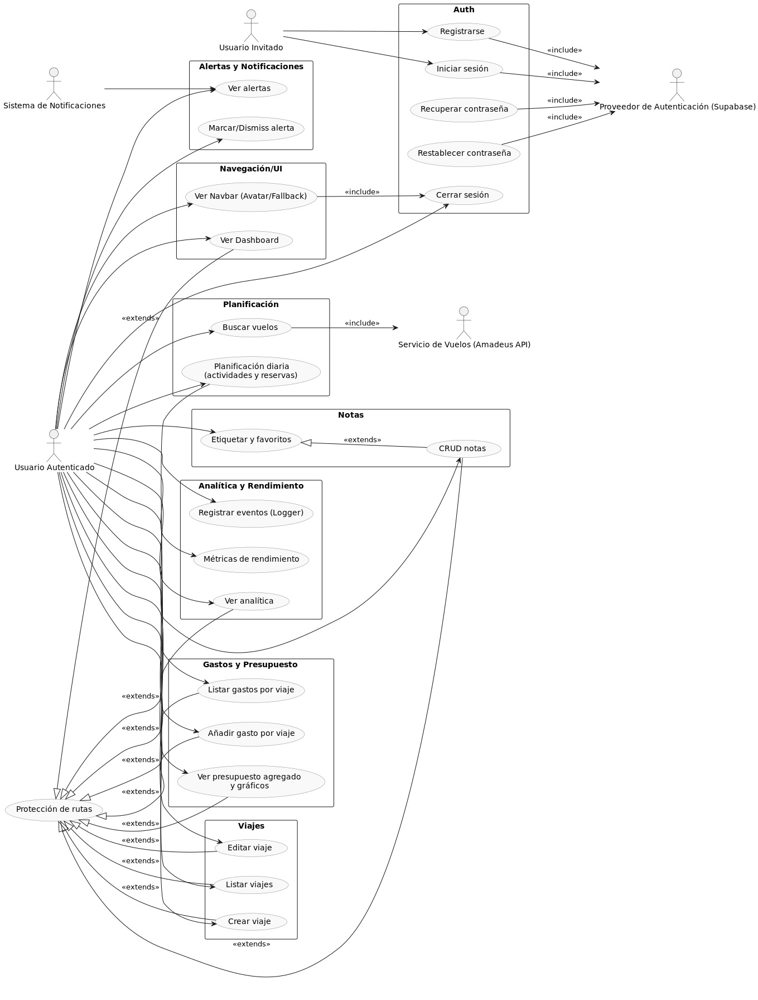 Auth
Usuario Invitado
Registrarse
«include»
Alertas y Notificaciones
Iniciar sesión
«include»
Sistema de Notificaciones
Ver alertas
Recuperar contraseña
«include»
Proveedor de Autenticación (Supabase)
«include»
Marcar/Dismiss alerta
Restablecer contraseña
Navegación/UI
Ver Navbar (Avatar/Fallback)
«include»
Cerrar sesión
Ver Dashboard
«extends»
Planificación
Buscar vuelos
«include»
Servicio de Vuelos (Amadeus API)
Planificación diaria
(actividades y reservas)
Notas
Etiquetar y favoritos
«extends»
CRUD notas
Usuario Autenticado
Analítica y Rendimiento
Registrar eventos (Logger)
Métricas de rendimiento
Ver analítica
Gastos y Presupuesto
Listar gastos por viaje
«extends»
«extends»
Añadir gasto por viaje
«extends»
Ver presupuesto agregado
y gráficos
«extends»
Protección de rutas
«extends»
Viajes
«extends»
Editar viaje
«extends»
Listar viajes
«extends»
Crear viaje
«extends»